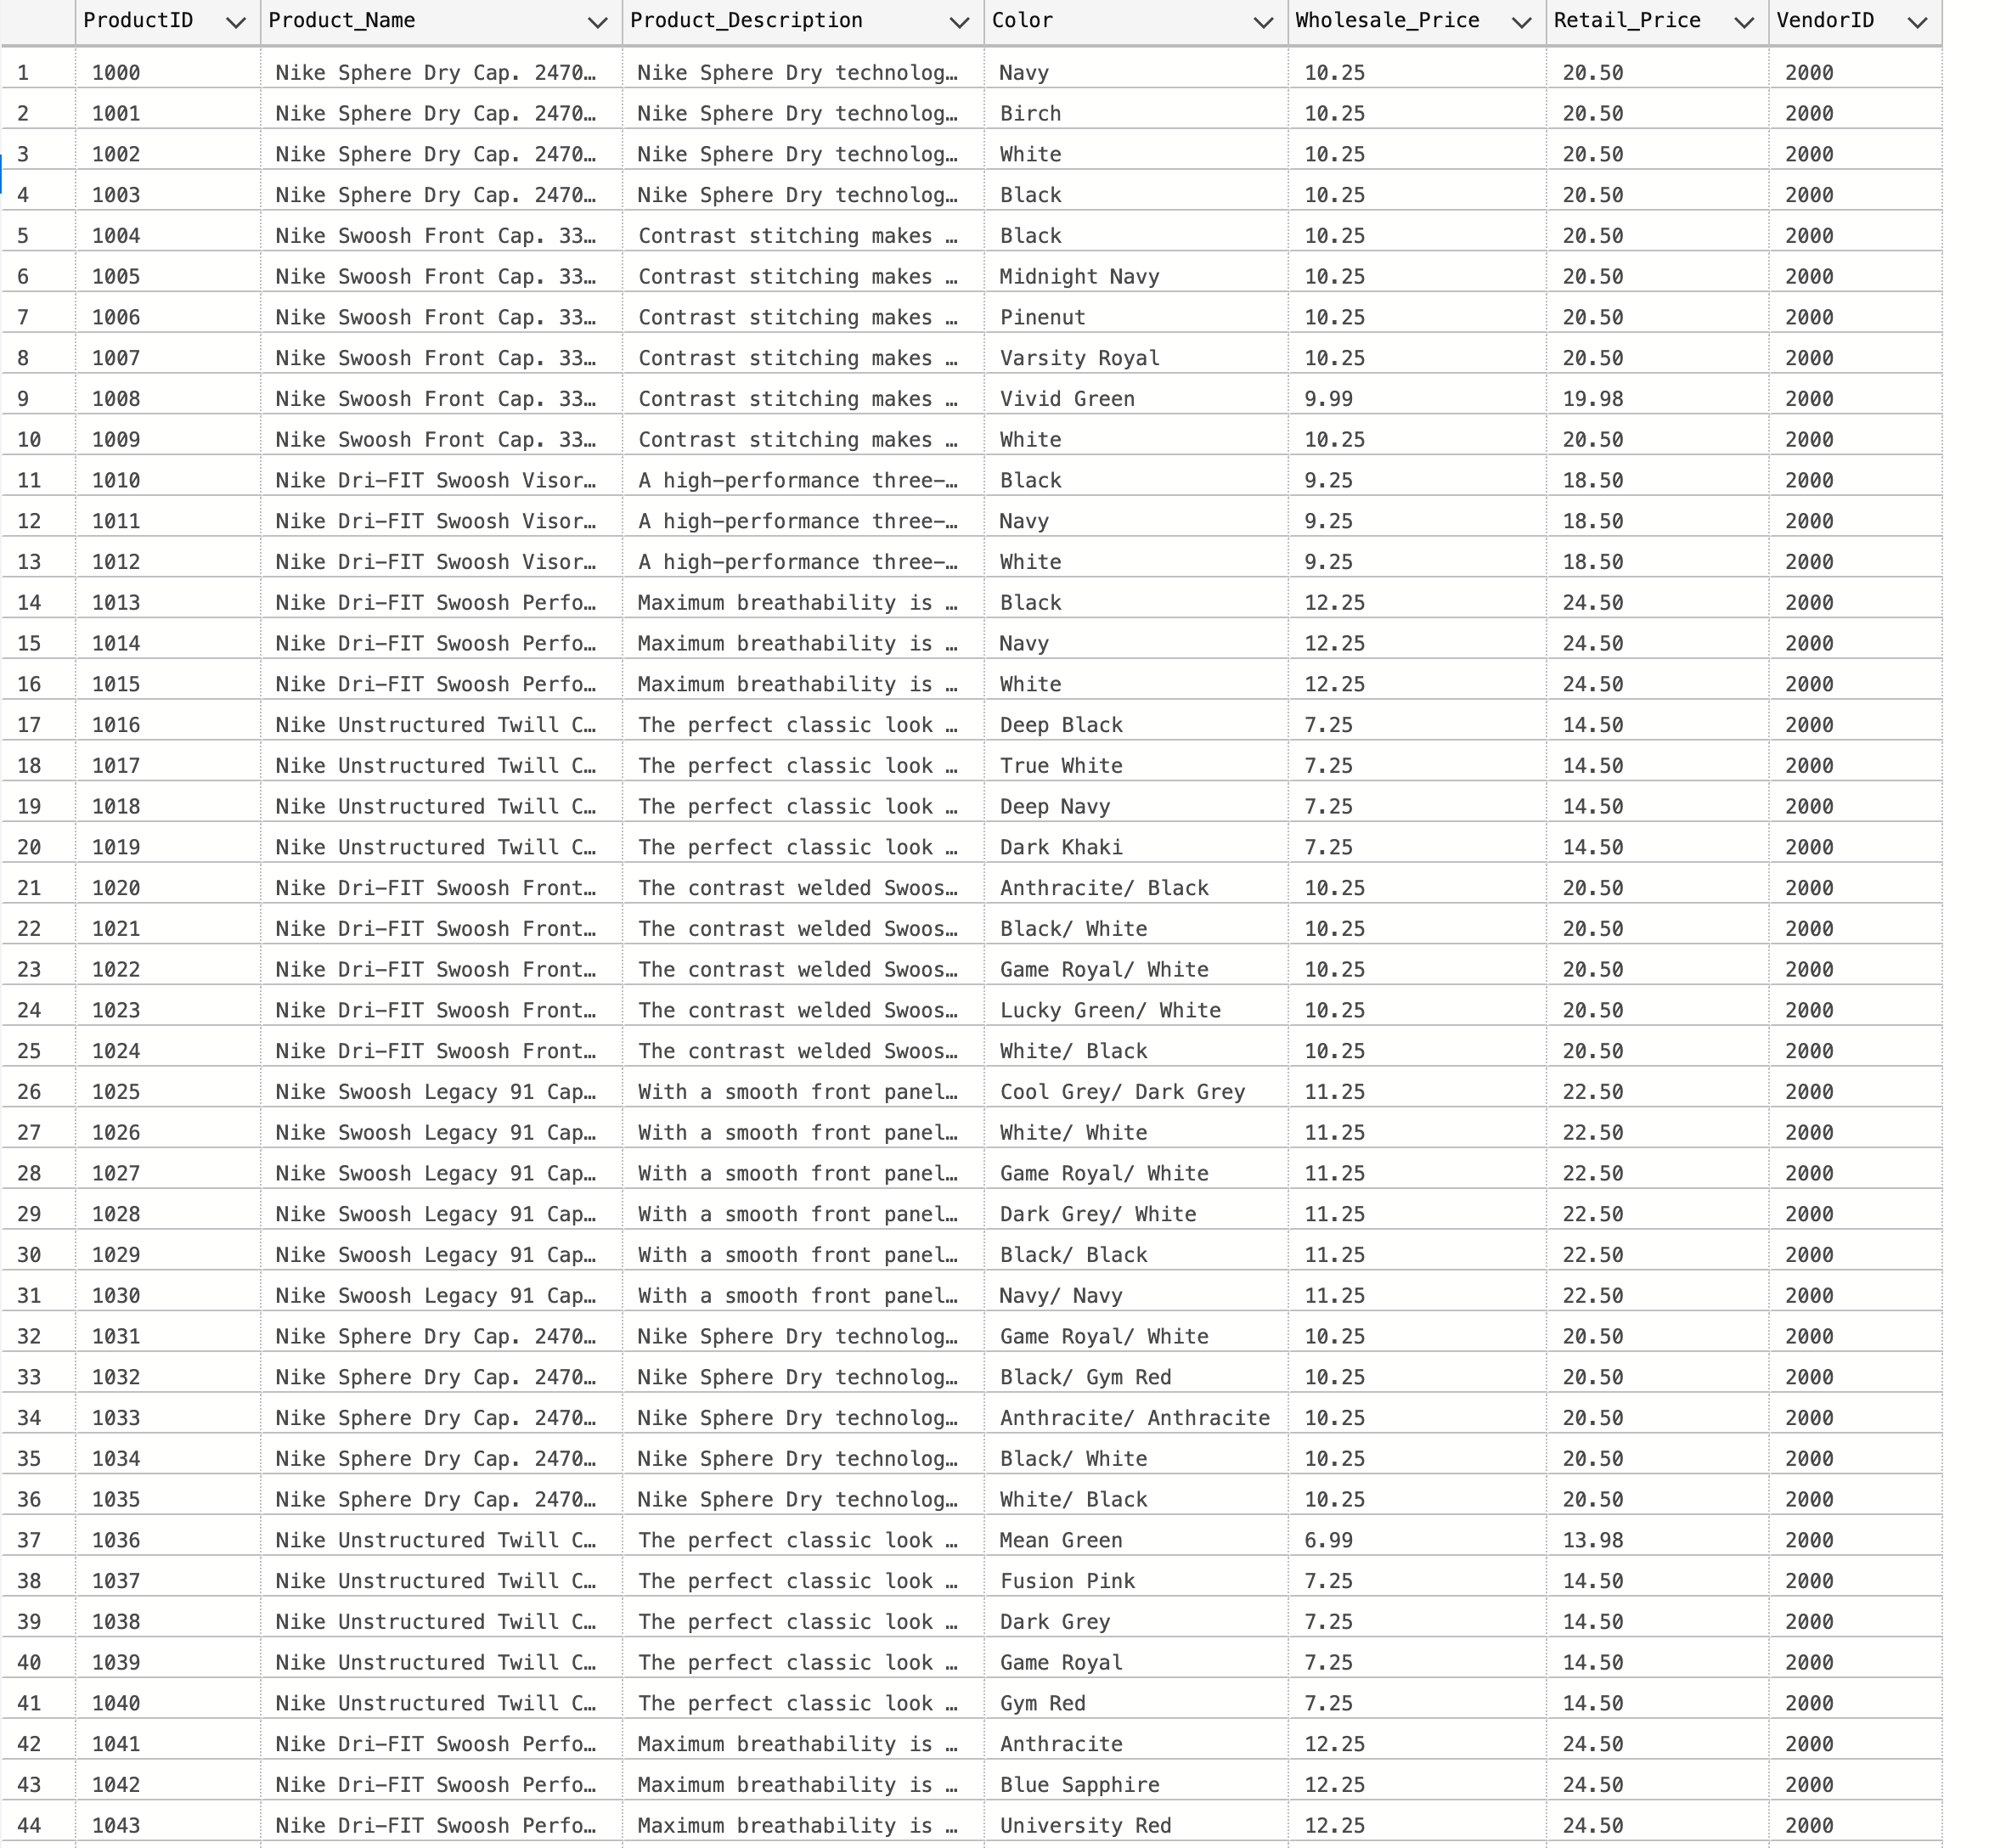 ProductID Product_Name Product_Description Color Wholesale_Price Retail_Price VendorID
1 1000 Nike Sphere Dry Cap. 2470… Nike Sphere Dry technolog… Navy 10.25 20.50 2000
2 1001 Nike Sphere Dry Cap. 2470… Nike Sphere Dry technolog… Birch 10.25 20.50 2000
3 1002 Nike Sphere Dry Cap. 2470… Nike Sphere Dry technolog… White 10.25 20.50 2000
4 1003 Nike Sphere Dry Cap. 2470… Nike Sphere Dry technolog… Black 10.25 20.50 2000
5 1004 Nike Swoosh Front Cap. 33… Contrast stitching makes … Black 10.25 20.50 2000
6 1005 Nike Swoosh Front Cap. 33… Contrast stitching makes … Midnight Navy 10.25 20.50 2000
7 1006 Nike Swoosh Front Cap. 33… Contrast stitching makes … Pinenut 10.25 20.50 2000
8 1007 Nike Swoosh Front Cap. 33… Contrast stitching makes … Varsity Royal 10.25 20.50 2000
9 1008 Nike Swoosh Front Cap. 33… Contrast stitching makes … Vivid Green 9.99 19.98 2000
10 1009 Nike Swoosh Front Cap. 33… Contrast stitching makes … White 10.25 20.50 2000
11 1010 Nike Dri-FIT Swoosh Visor… A high-performance three-… Black 9.25 18.50 2000
12 1011 Nike Dri-FIT Swoosh Visor… A high-performance three-… Navy 9.25 18.50 2000
13 1012 Nike Dri-FIT Swoosh Visor… A high-performance three-… White 9.25 18.50 2000
14 1013 Nike Dri-FIT Swoosh Perfo… Maximum breathability is … Black 12.25 24.50 2000
15 1014 Nike Dri-FIT Swoosh Perfo… Maximum breathability is … Navy 12.25 24.50 2000
16 1015 Nike Dri-FIT Swoosh Perfo… Maximum breathability is … White 12.25 24.50 2000
17 1016 Nike Unstructured Twill C… The perfect classic look … Deep Black 7.25 14.50 2000
18 1017 Nike Unstructured Twill C… The perfect classic look … True White 7.25 14.50 2000
19 1018 Nike Unstructured Twill C… The perfect classic look … Deep Navy 7.25 14.50 2000
20 1019 Nike Unstructured Twill C… The perfect classic look … Dark Khaki 7.25 14.50 2000
21 1020 Nike Dri-FIT Swoosh Front… The contrast welded Swoos… Anthracite/ Black 10.25 20.50 2000
22 1021 Nike Dri-FIT Swoosh Front… The contrast welded Swoos… Black/ White 10.25 20.50 2000
23 1022 Nike Dri-FIT Swoosh Front… The contrast welded Swoos… Game Royal/ White 10.25 20.50 2000
24 1023 Nike Dri-FIT Swoosh Front… The contrast welded Swoos… Lucky Green/ White 10.25 20.50 2000
25 1024 Nike Dri-FIT Swoosh Front… The contrast welded Swoos… White/ Black 10.25 20.50 2000
26 1025 Nike Swoosh Legacy 91 Cap… With a smooth front panel… Cool Grey/ Dark Grey 11.25 22.50 2000
27 1026 Nike Swoosh Legacy 91 Cap… With a smooth front panel… White/ White 11.25 22.50 2000
28 1027 Nike Swoosh Legacy 91 Cap… With a smooth front panel… Game Royal/ White 11.25 22.50 2000
29 1028 Nike Swoosh Legacy 91 Cap… With a smooth front panel… Dark Grey/ White 11.25 22.50 2000
30 1029 Nike Swoosh Legacy 91 Cap… With a smooth front panel… Black/ Black 11.25 22.50 2000
31 1030 Nike Swoosh Legacy 91 Cap… With a smooth front panel… Navy/ Navy 11.25 22.50 2000
32 1031 Nike Sphere Dry Cap. 2470… Nike Sphere Dry technolog… Game Royal/ White 10.25 20.50 2000
33 1032 Nike Sphere Dry Cap. 2470… Nike Sphere Dry technolog… Black/ Gym Red 10.25 20.50 2000
34 1033 Nike Sphere Dry Cap. 2470… Nike Sphere Dry technolog… Anthracite/ Anthracite 10.25 20.50 2000
35 1034 Nike Sphere Dry Cap. 2470… Nike Sphere Dry technolog… Black/ White 10.25 20.50 2000
36 1035 Nike Sphere Dry Cap. 2470… Nike Sphere Dry technolog… White/ Black 10.25 20.50 2000
37 1036 Nike Unstructured Twill C… The perfect classic look … Mean Green 6.99 13.98 2000
38 1037 Nike Unstructured Twill C… The perfect classic look … Fusion Pink 7.25 14.50 2000
39 1038 Nike Unstructured Twill C… The perfect classic look … Dark Grey 7.25 14.50 2000
40 1039 Nike Unstructured Twill C… The perfect classic look … Game Royal 7.25 14.50 2000
41 1040 Nike Unstructured Twill C… The perfect classic look … Gym Red 7.25 14.50 2000
42 1041 Nike Dri-FIT Swoosh Perfo… Maximum breathability is … Anthracite 12.25 24.50 2000
43 1042 Nike Dri-FIT Swoosh Perfo… Maximum breathability is … Blue Sapphire 12.25 24.50 2000
44 1043 Nike Dri-FIT Swoosh Perfo… Maximum breathability is … University Red 12.25 24.50 2000